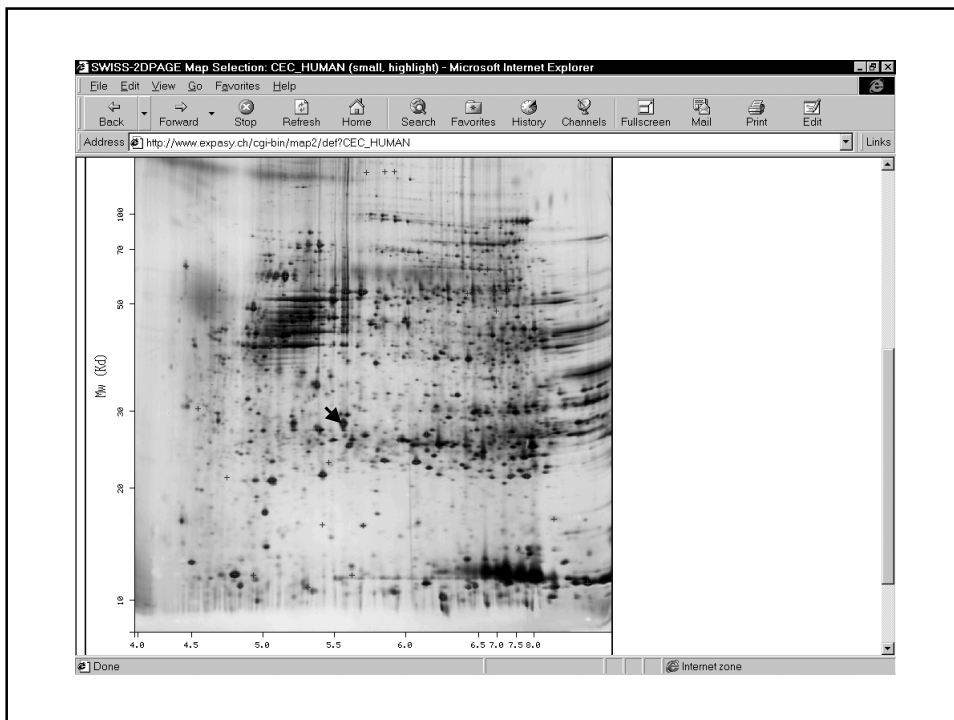 SWISS-2DPAGE Map Selection: CEC_HUMAN (small, highlight) - Microsoft Internet Explorer
File Edit View Go Favorites Help
Back Forward Stop Refresh Home Search Favorites History Channels Fullscreen Mail Print Edit
Address http://www.expasy.ch/cgi-bin/map2/def?CEC_HUMAN Links
100
70
50
Mw (Kd)
30
20
10
4.0 4.5 5.0 5.5 6.0 6.5 7.0 7.5 8.0
Done Internet zone